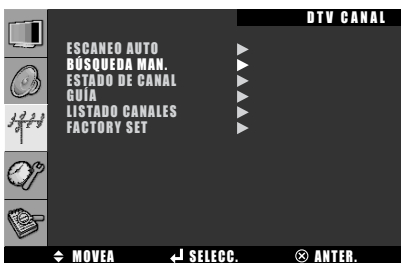 DTV CANAL
ESCANEO AUTO
BÚSQUEDA MAN.
ESTADO DE CANAL
GUÍA
LISTADO CANALES
FACTORY SET
MOVEA SELECC. ANTER.